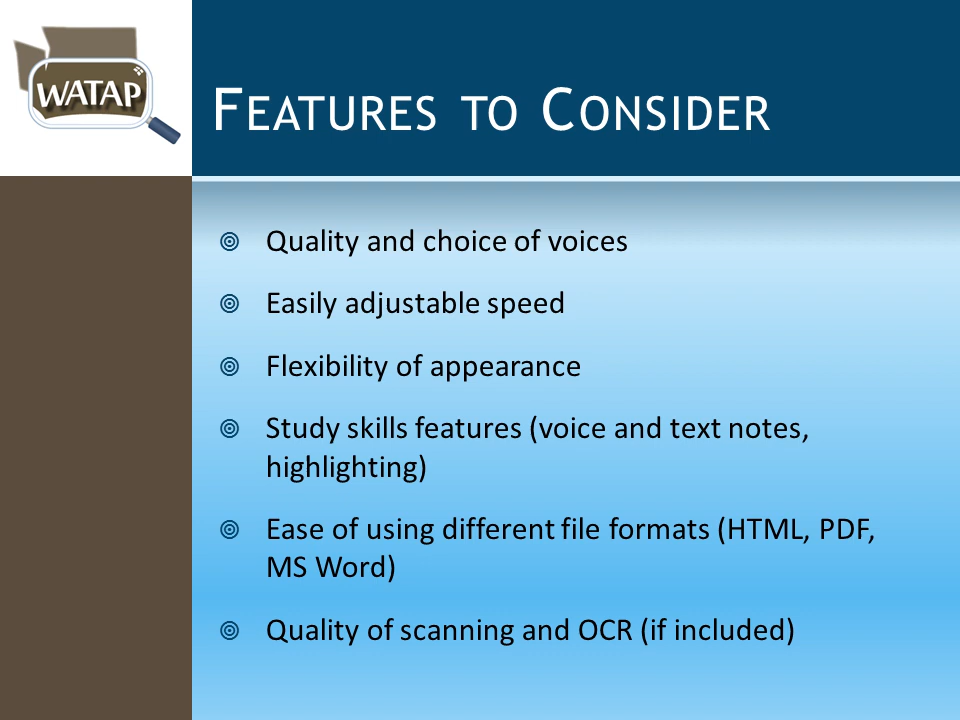 WATAP
FEATURES TO CONSIDER
Quality and choice of voices
Easily adjustable speed
Flexibility of appearance
Study skills features (voice and text notes,
highlighting)
Ease of using different file formats (HTML, PDF,
MS Word)
Quality of scanning and OCR (if included)